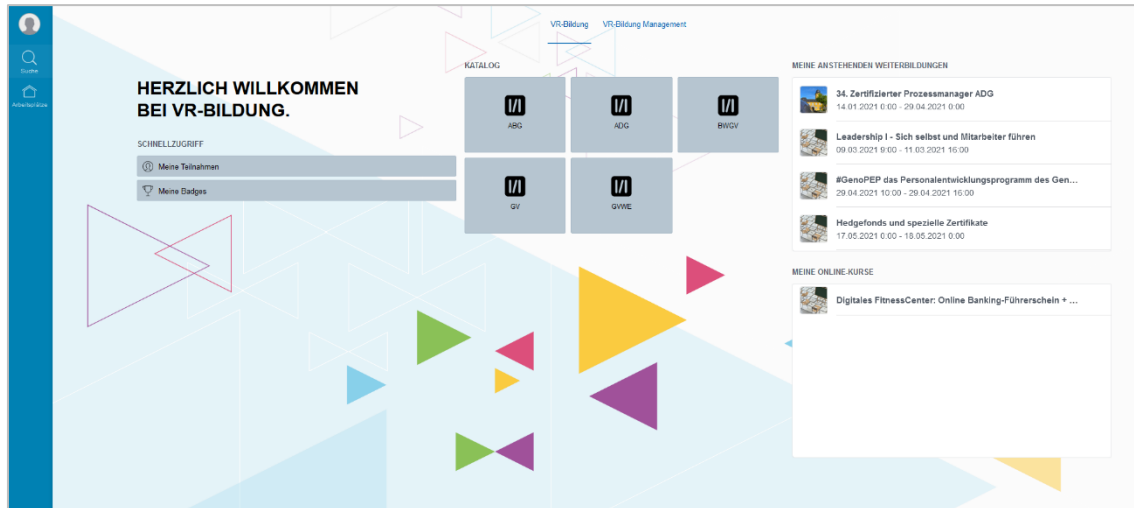 VR-Bildung VR-Bildung Management
Suche
Arbeitsplätze
HERZLICH WILLKOMMEN
BEI VR-BILDUNG.
SCHNELLZUGRIFF
Meine Teilnahmen
Meine Badges
KATALOG
ABG
ADG
BWGV
GV
GVWE
MEINE ANSTEHENDEN WEITERBILDUNGEN
34. Zertifizierter Prozessmanager ADG
14.01.2021 0:00 - 29.04.2021 0:00
Leadership I - Sich selbst und Mitarbeiter führen
09.03.2021 9:00 - 11.03.2021 16:00
#GenoPEP das Personalentwicklungsprogramm des Gen...
29.04.2021 10:00 - 29.04.2021 16:00
Hedgefonds und spezielle Zertifikate
17.05.2021 0:00 - 18.05.2021 0:00
MEINE ONLINE-KURSE
Digitales FitnessCenter: Online Banking-Führerschein + ...